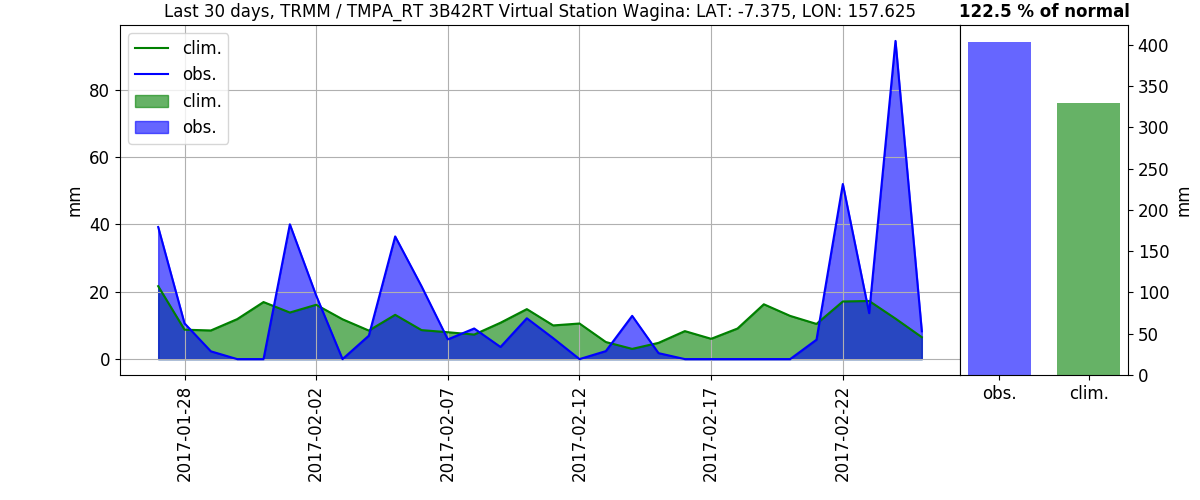 Last 30 days, TRMM / TMPA_RT 3B42RT Virtual Station Wagina: LAT: -7.375, LON: 157.625
122.5 % of normal
clim.
obs.
clim.
obs.
mm
80
60
40
20
0
2017-01-28
2017-02-02
2017-02-07
2017-02-12
2017-02-17
2017-02-22
400
350
300
250
200
150
100
50
0
mm
obs.
clim.